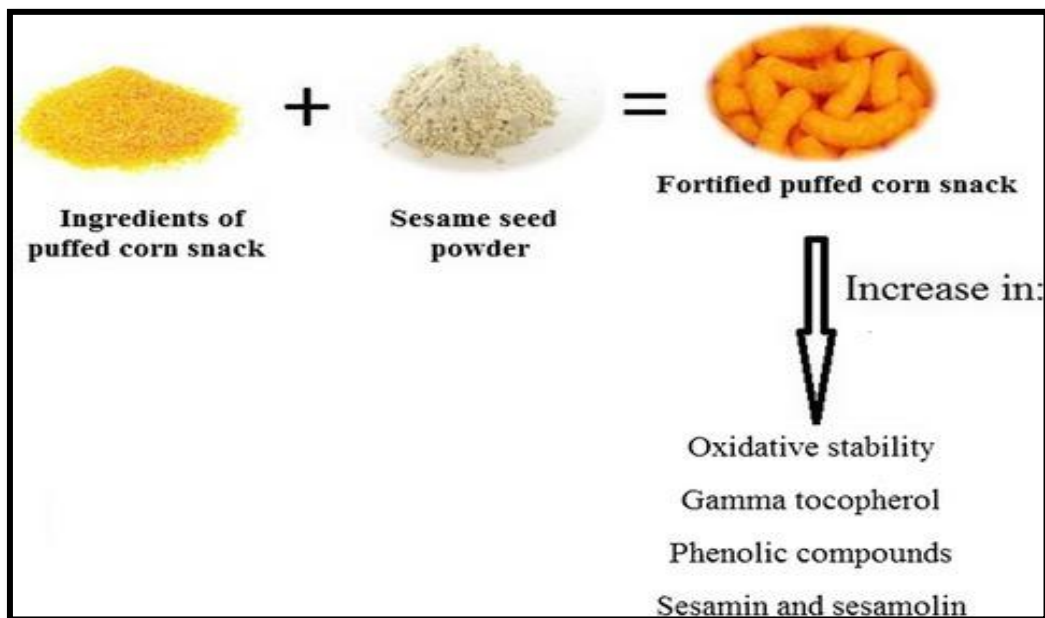 +
=
Ingredients of
puffed corn snack
Sesame seed
powder
Fortified puffed corn snack
Increase in:
Oxidative stability
Gamma tocopherol
Phenolic compounds
Sesamin and sesamolin